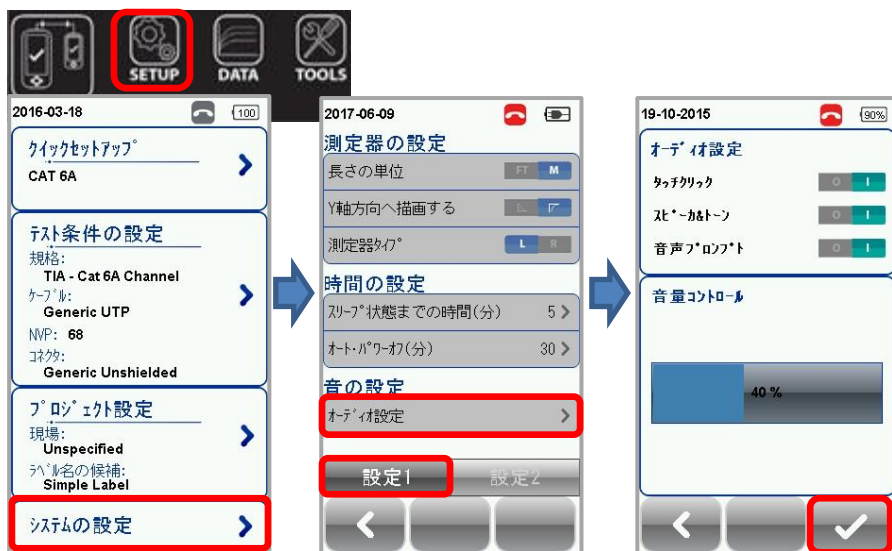 SETUP
DATA
TOOLS
2016-03-18
100
ｸｲｯｸｾｯﾄｱｯﾌﾟ
CAT 6A
ﾃｽﾄ条件の設定
規格:
TIA - Cat 6A Channel
ｹｰﾌﾞﾙ:
Generic UTP
NVP: 68
ｺﾈｸﾀ:
Generic Unshielded
ﾌﾟﾛｼﾞｪｸﾄ設定
現場:
Unspecified
ﾗﾍﾞﾙ名の候補:
Simple Label
ｼｽﾃﾑの設定
2017-06-09
測定器の設定
長さの単位 FT M
Y軸方向へ描画する
測定器ﾀｲﾌﾟ L R
時間の設定
ｽﾘｰﾌﾟ状態までの時間(分) 5
ｵｰﾄ･ﾊﾟﾜｰｵﾌ(分) 30
音の設定
ｵｰﾃﾞｨｵ設定
設定1 設定2
19-10-2015
90%
ｵｰﾃﾞｨｵ設定
ﾀｯﾁｸﾘｯｸ O I
ｽﾋﾟｰｶ&ﾄｰﾝ O I
音声ﾌﾟﾛﾝﾌﾟﾄ O I
音量ｺﾝﾄﾛｰﾙ
40 %